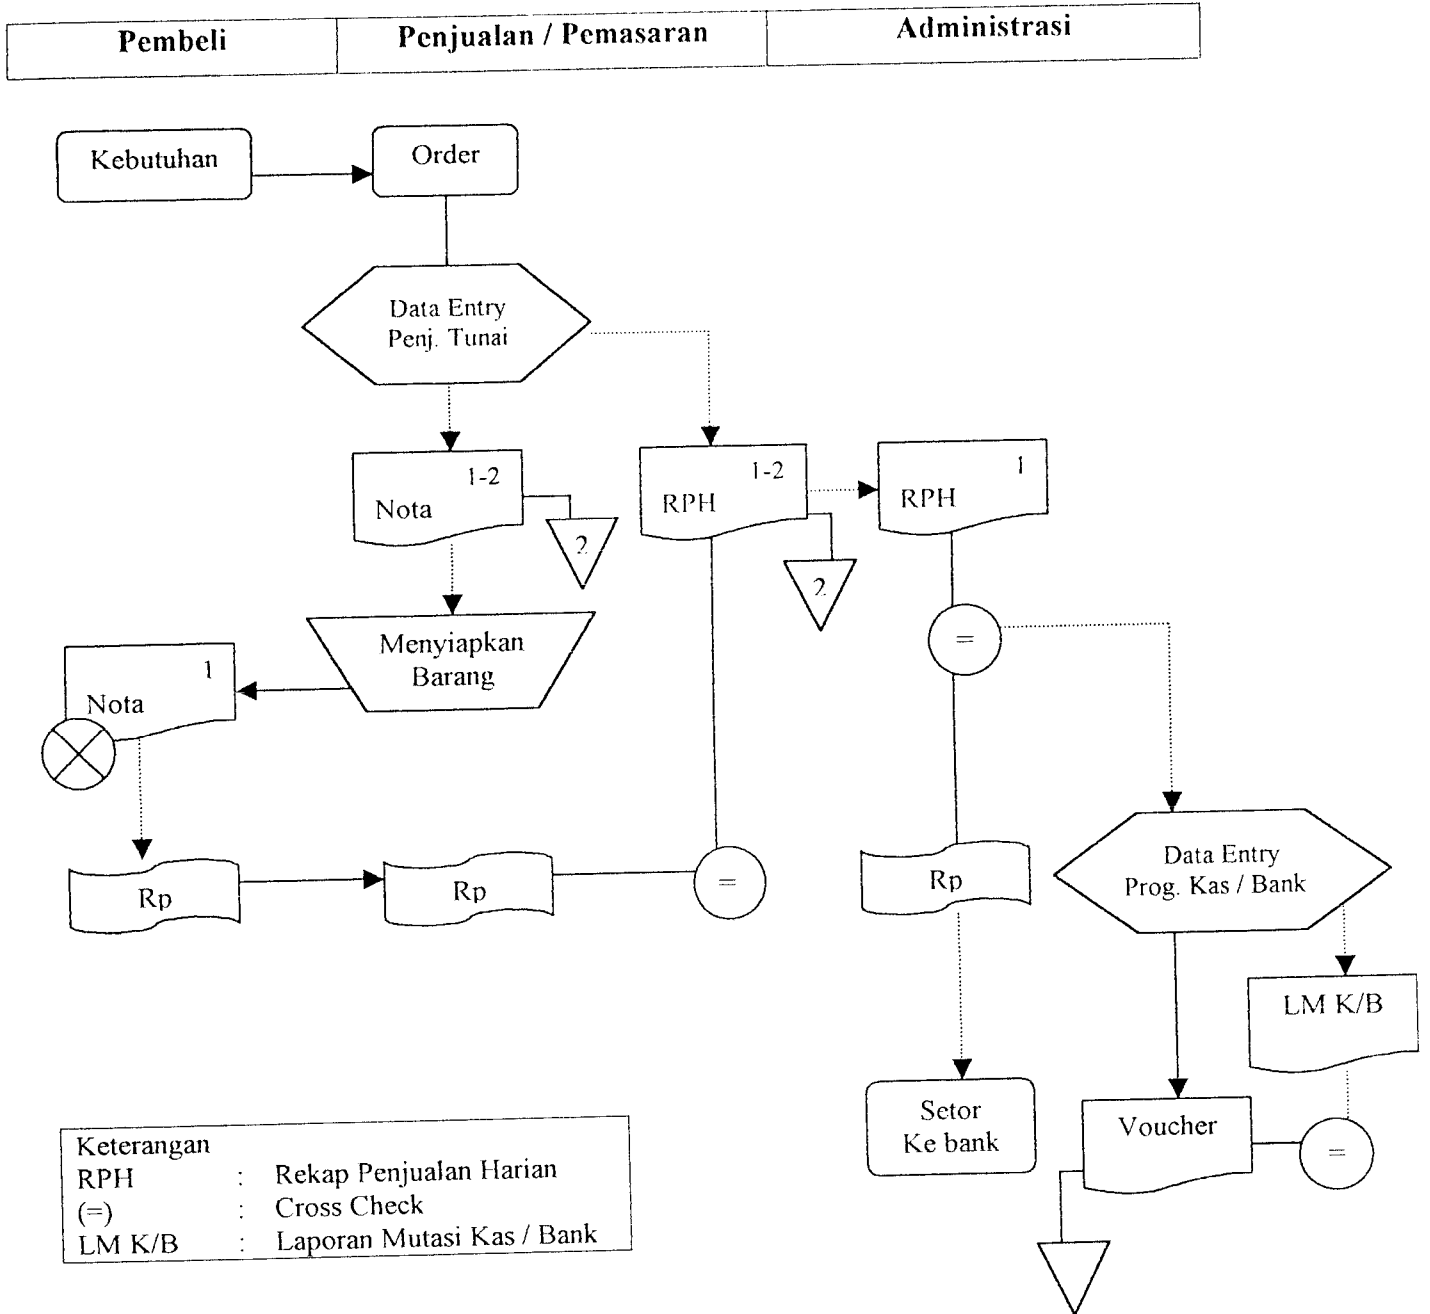 Pembeli
Penjualan / Pemasaran
Administrasi
Kebutuhan
Order
Data Entry
Penj. Tunai
1-2
Nota
2
1-2
RPH
2
1
RPH
=
Menyiapkan
Barang
1
Nota
Rp
Rp
=
Rp
Data Entry
Prog. Kas / Bank
LM K/B
Setor
Ke bank
Voucher
=
Keterangan
RPH : Rekap Penjualan Harian
(=) : Cross Check
LM K/B : Laporan Mutasi Kas / Bank